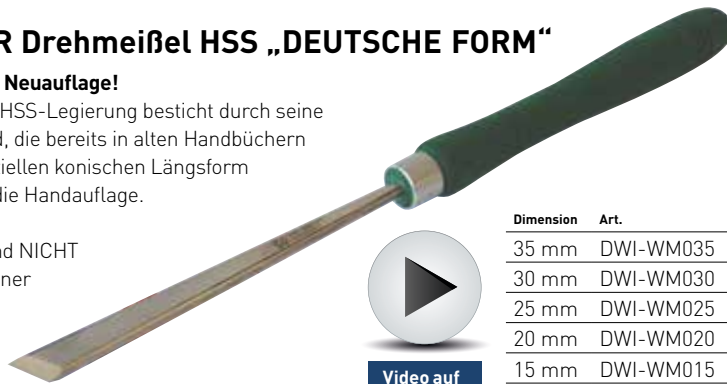 R Drehmeißel HSS „DEUTSCHE FORM“
Neuauflage!
HSS-Legierung besticht durch seine
d, die bereits in alten Handbüchern
iellen konischen Längsform
die Handauflage.
nd NICHT
ner
Video auf
Dimension Art.
35 mm DWI-WM035
30 mm DWI-WM030
25 mm DWI-WM025
20 mm DWI-WM020
15 mm DWI-WM015